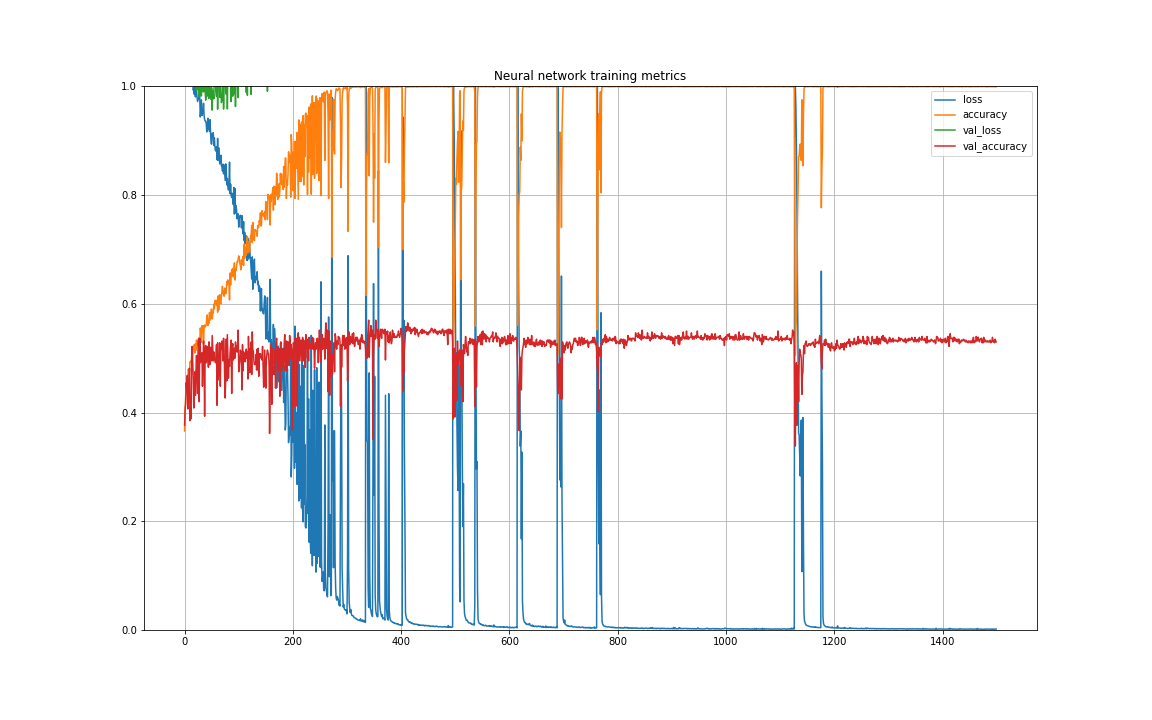 Neural network training metrics
1.0
0.8
0.6
0.4
0.2
0.0
0 200 400 600 800 1000 1200 1400
loss
accuracy
val_loss
val_accuracy